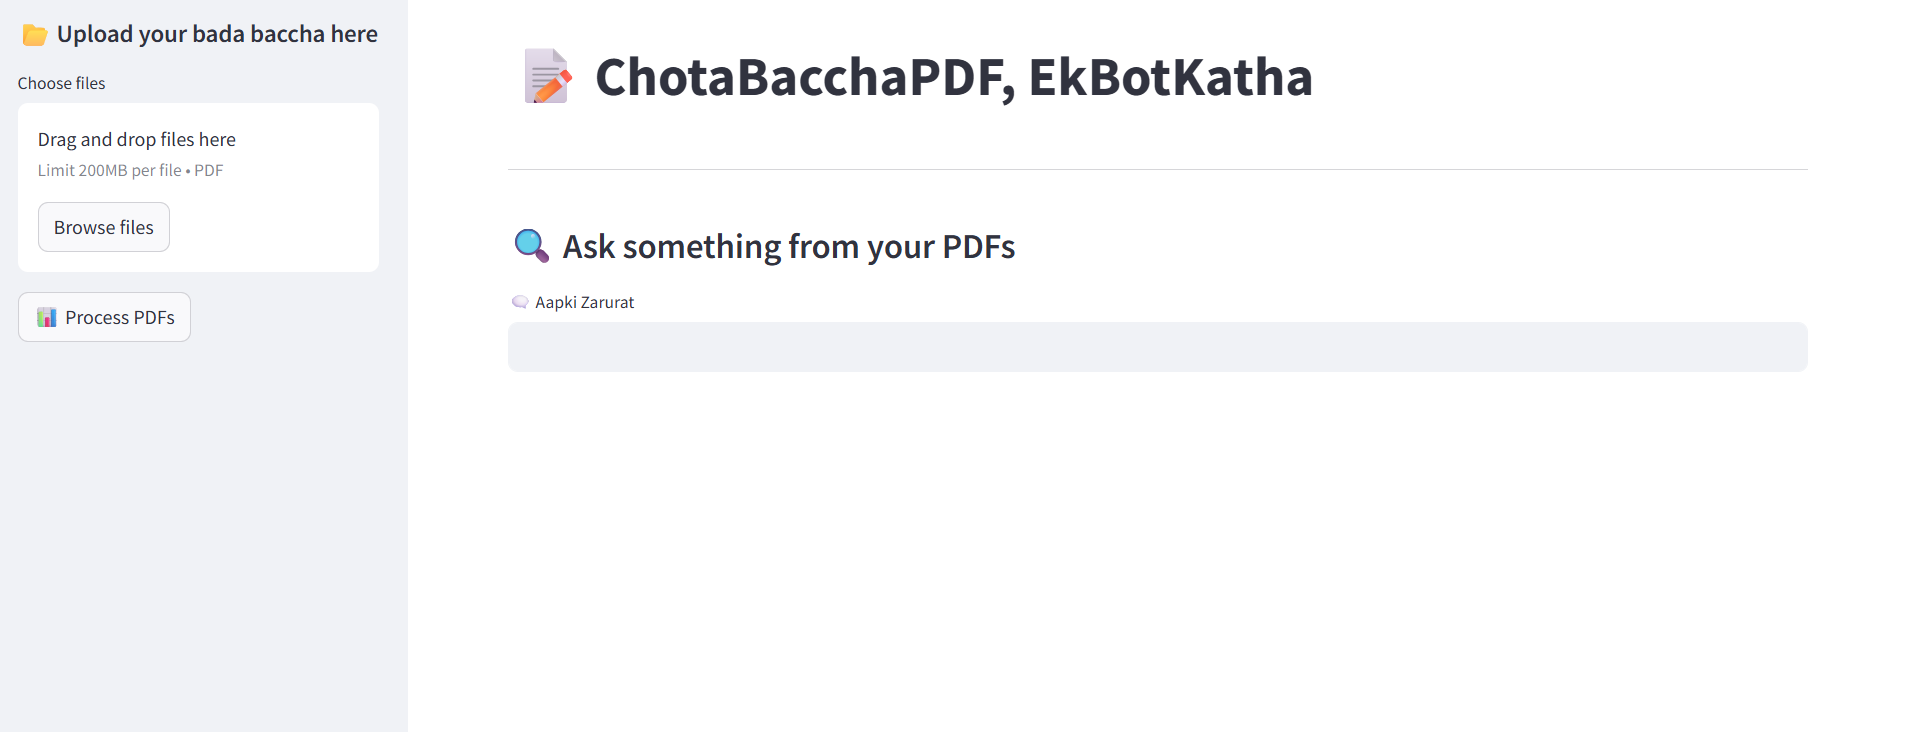 Upload your bada baccha here
Choose files
Drag and drop files here
Limit 200MB per file • PDF
Browse files
Process PDFs
ChotaBacchaPDF, EkBotKatha
Ask something from your PDFs
Aapki Zarurat